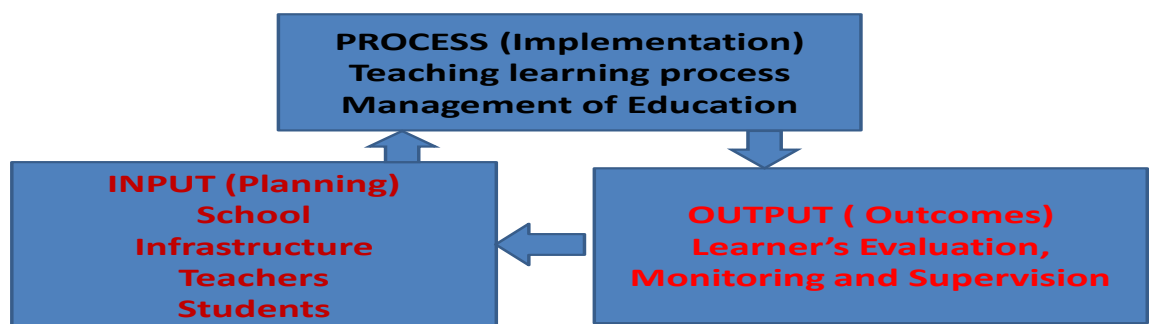 PROCESS (Implementation)
Teaching learning process
Management of Education
INPUT (Planning)
School
Infrastructure
Teachers
Students
OUTPUT ( Outcomes)
Learner’s Evaluation,
Monitoring and Supervision